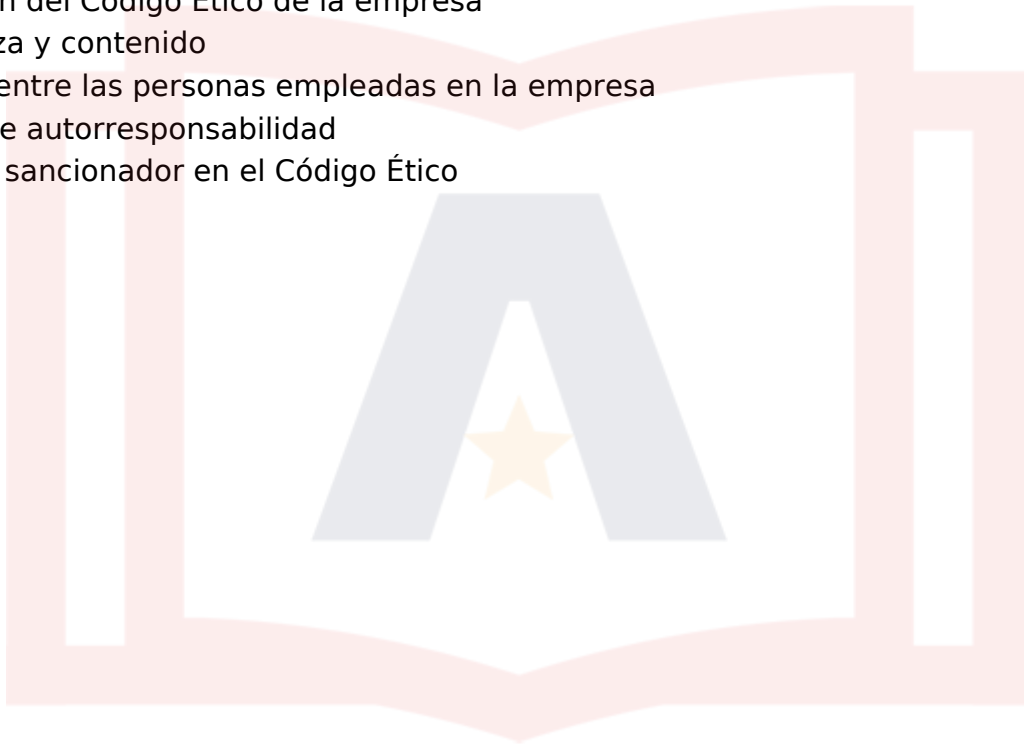 n del Código Ético de la empresa
za y contenido
entre las personas empleadas en la empresa
e autorresponsabilidad
sancionador en el Código Ético